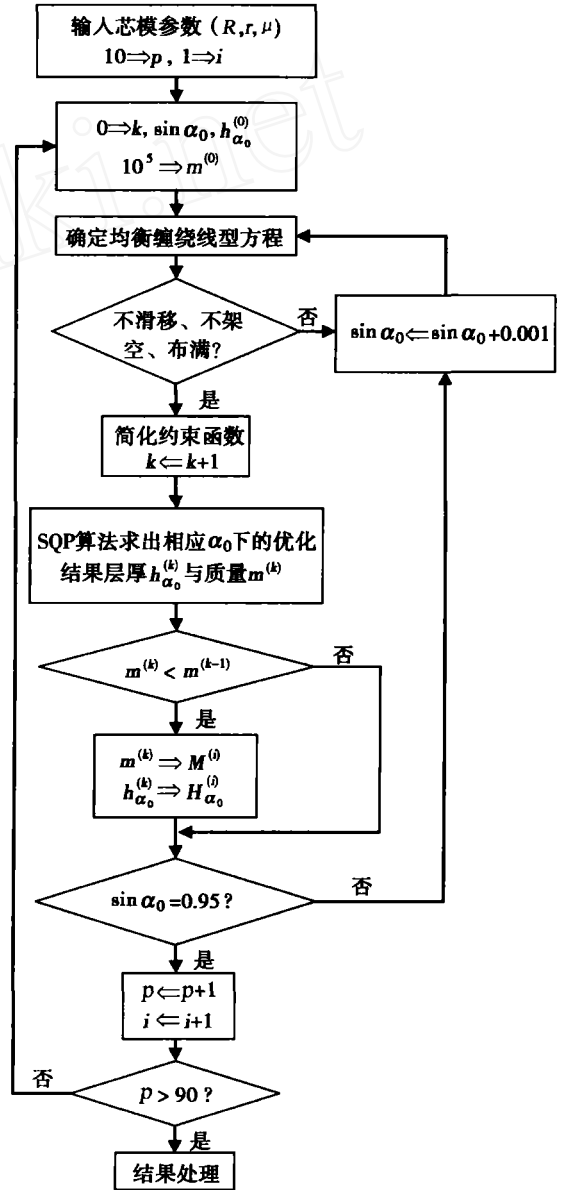 输人芯模参数（R,r,μ）
10⇒p, 1⇒i
0⇒k, sin α₀, h_{α₀}^{(0)}
10⁵ ⇒ m^{(0)}
确定均衡缠绕线型方程
不滑移、不架
空、布满？
否
sin α₀⇐sin α₀+0.001
是
简化约束函数
k⇐k+1
SQP算法求出相应α₀下的优化
结果层厚h_{α₀}^{(k)}与质量m^{(k)}
m^{(k)} < m^{(k-1)}
否
是
m^{(k)} ⇒ M^{(i)}
h_{α₀}^{(k)} ⇒ H_{α₀}^{(i)}
sin α₀=0.95?
否
是
p⇐p+1
i⇐i+1
否
p > 90?
是
结果处理